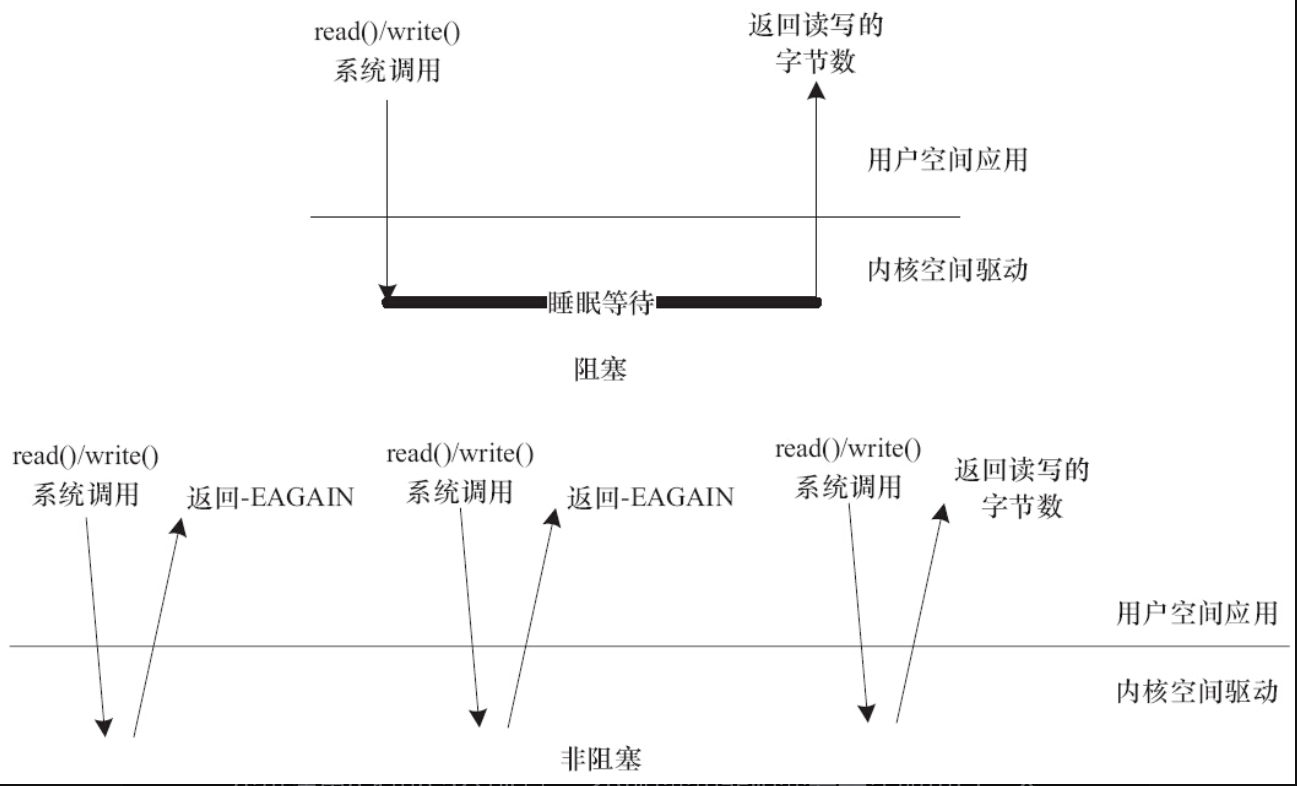 read()/write()
系统调用
返回读写的
字节数
用户空间应用
内核空间驱动
睡眠等待
阻塞
read()/write()
系统调用
返回-EAGAIN
read()/write()
系统调用
返回-EAGAIN
read()/write()
系统调用
返回读写的
字节数
用户空间应用
内核空间驱动
非阻塞